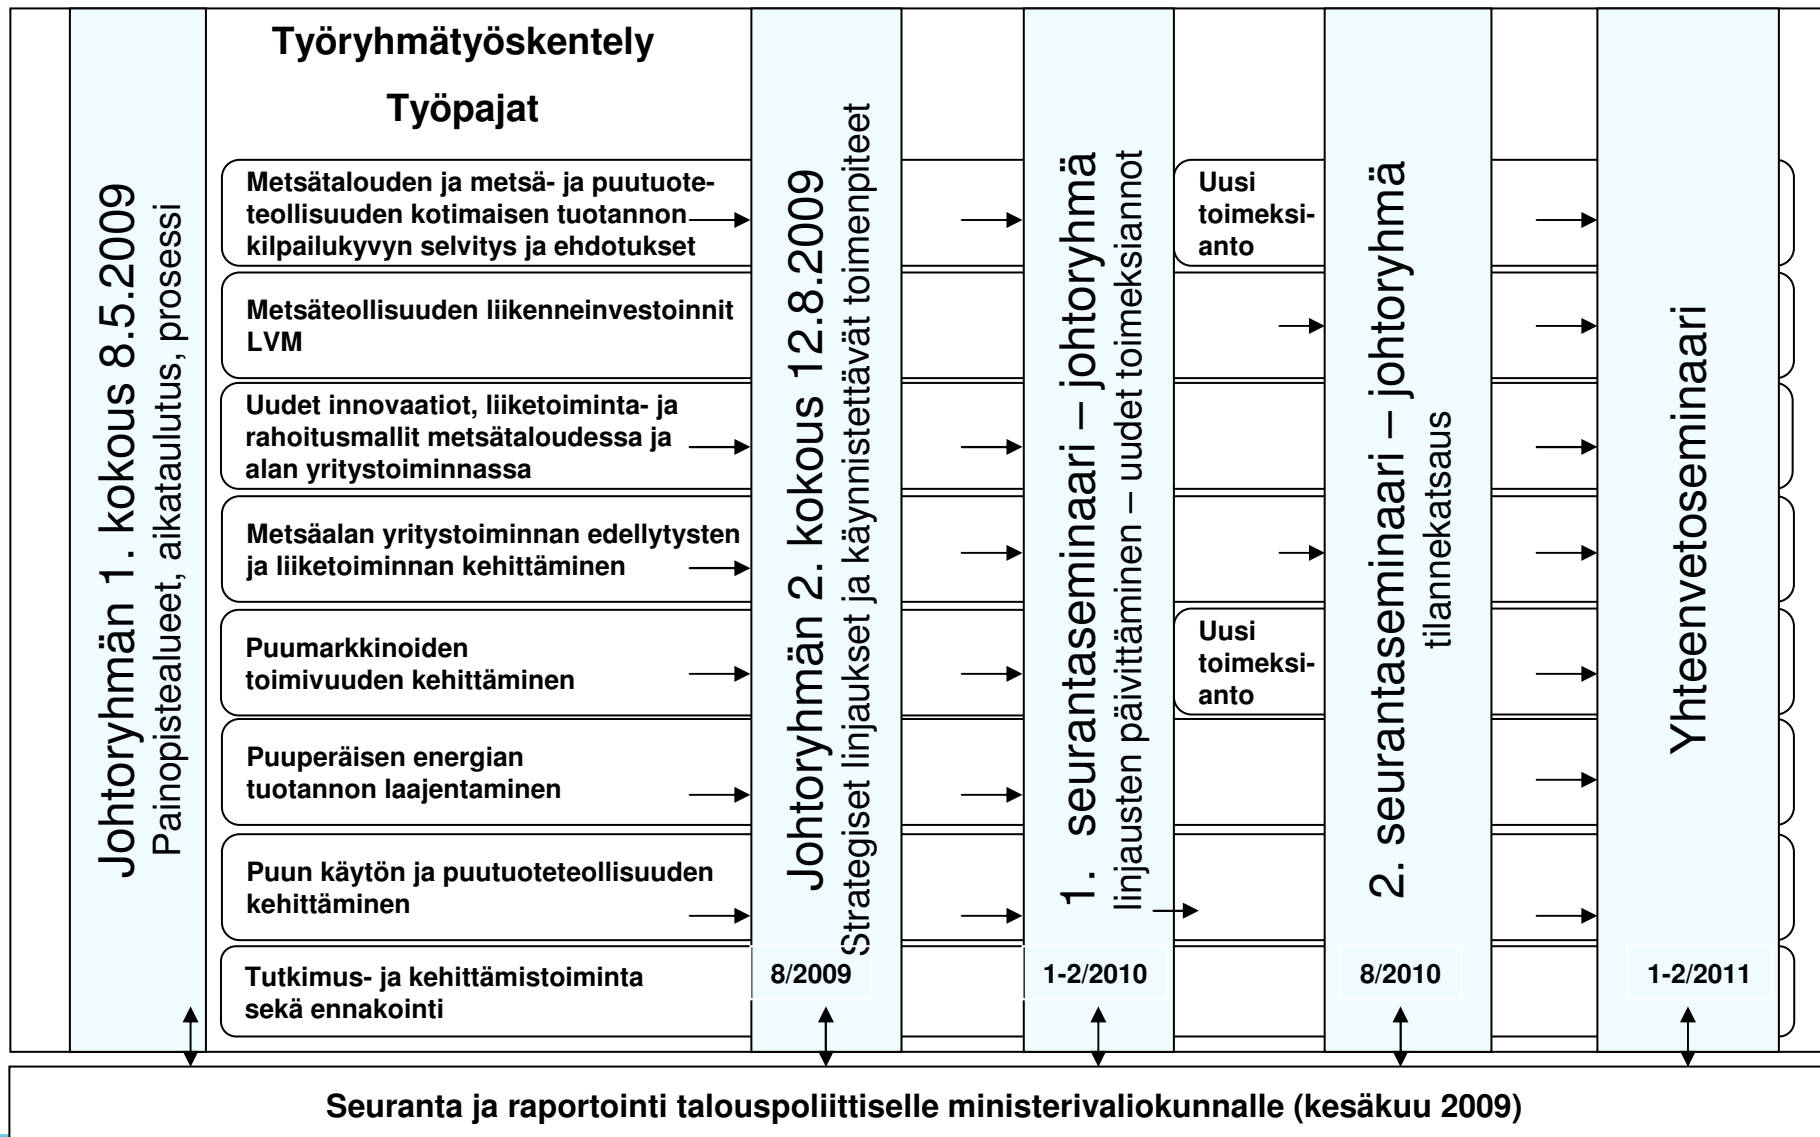 Työryhmätyöskentely
Työpajat
Johtoryhmän 1. kokous 8.5.2009
Painopistealueet, aikataulutus, prosessi
Metsätalouden ja metsä- ja puutuote-
teollisuuden kotimaisen tuotannon
kilpailukyvyn selvitys ja ehdotukset
Metsäteollisuuden liikenneinvestoinnit
LVM
Uudet innovaatiot, liiketoiminta- ja
rahoitusmallit metsätaloudessa ja
alan yritystoiminnassa
Metsäalan yritystoiminnan edellytysten
ja liiketoiminnan kehittäminen
Puumarkkinoiden
toimivuuden kehittäminen
Puuperäisen energian
tuotannon laajentaminen
Puun käytön ja puutuoteteollisuuden
kehittäminen
Tutkimus- ja kehittämistoiminta
sekä ennakointi
Johtoryhmän 2. kokous 12.8.2009
Strategiset linjaukset ja käynnistettävät toimenpiteet
8/2009
1. seurantaseminaari – johtoryhmä
linjausten päivittäminen – uudet toimeksiannot
1-2/2010
Uusi
toimeksi-
anto
Uusi
toimeksi-
anto
2. seurantaseminaari – johtoryhmä
tilannekatsaus
8/2010
Yhteenvetoseminaari
1-2/2011
Seuranta ja raportointi talouspoliittiselle ministerivaliokunnalle (kesäkuu 2009)